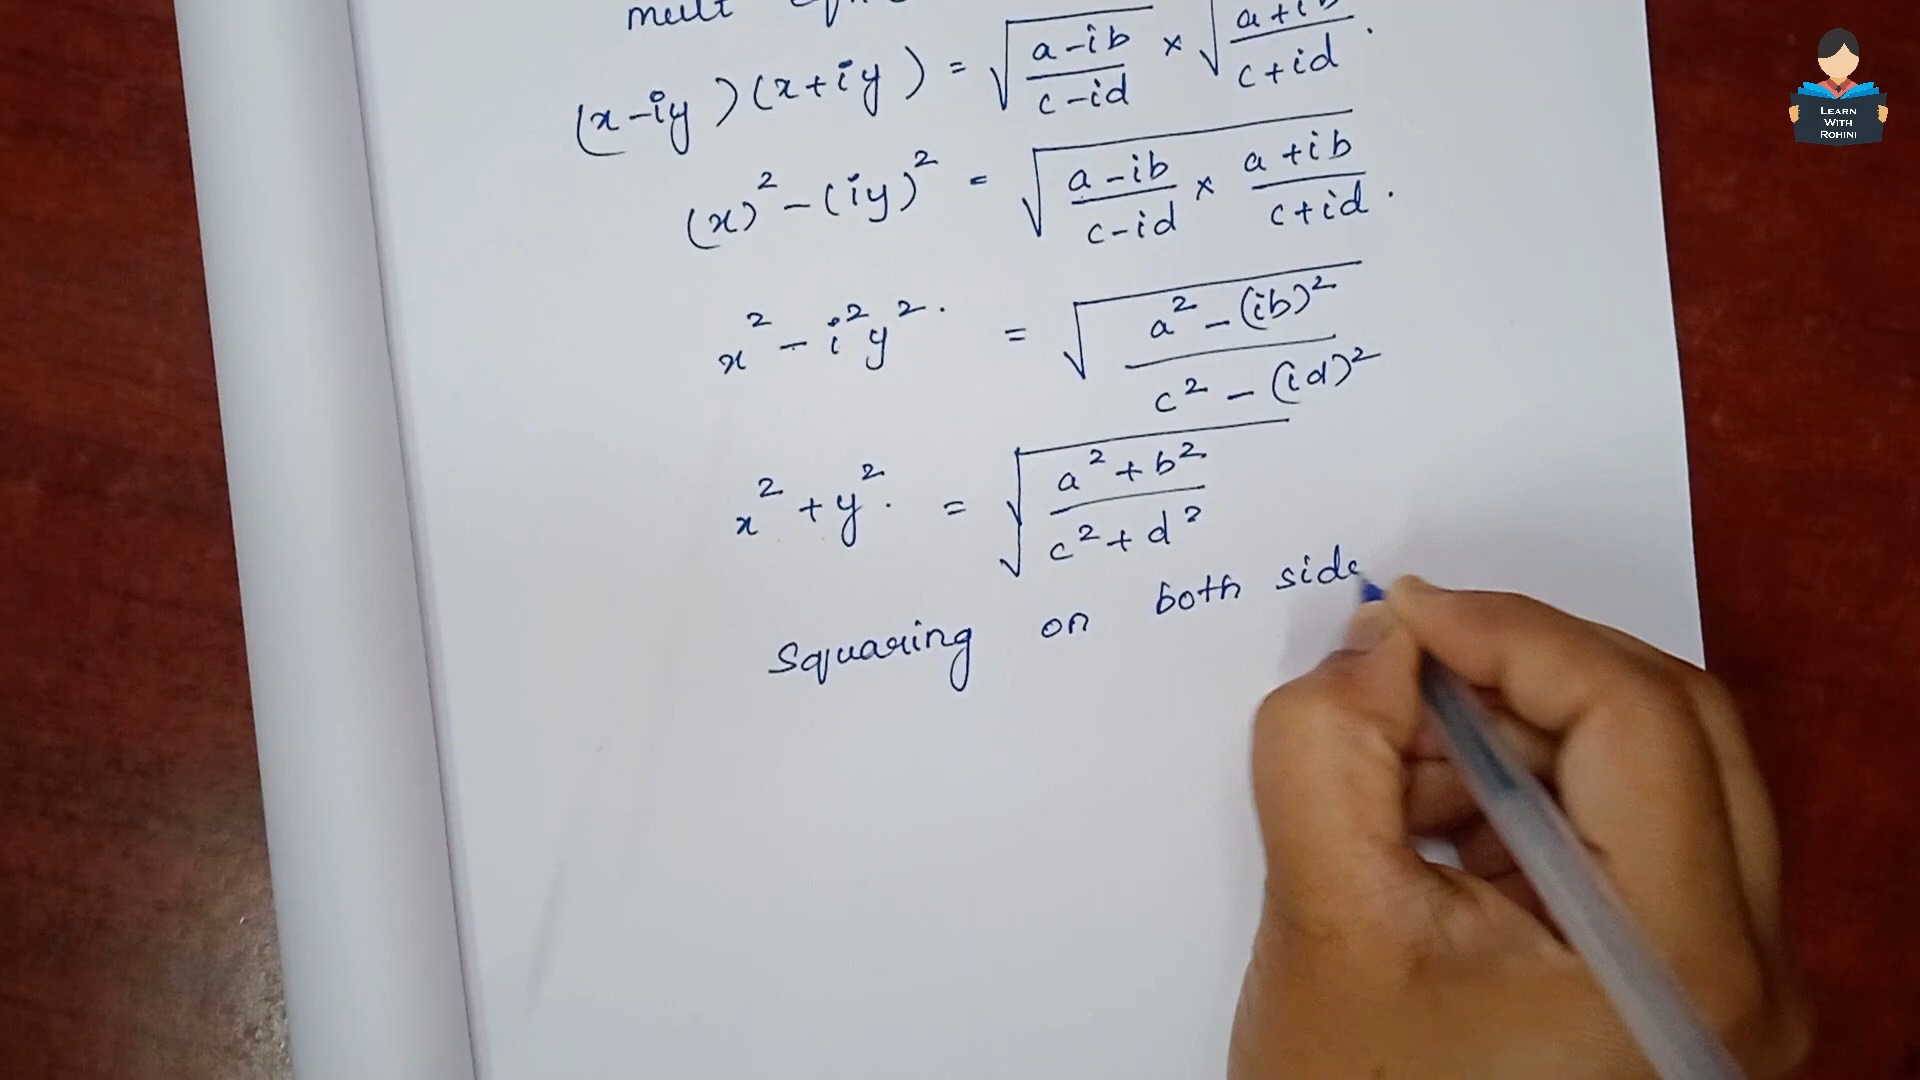 mult
(x-iy)(x+iy) = √(a-ib/c-id) × √(a+ib/c+id).
(x)² - (iy)² = √(a-ib/c-id × a+ib/c+id).
x² - i²y². = √(a²-(ib)²/c²-(id)²)
x² + y². = √(a²+b²/c²+d²)
Squaring on both side
LEARN
WITH
ROHINI